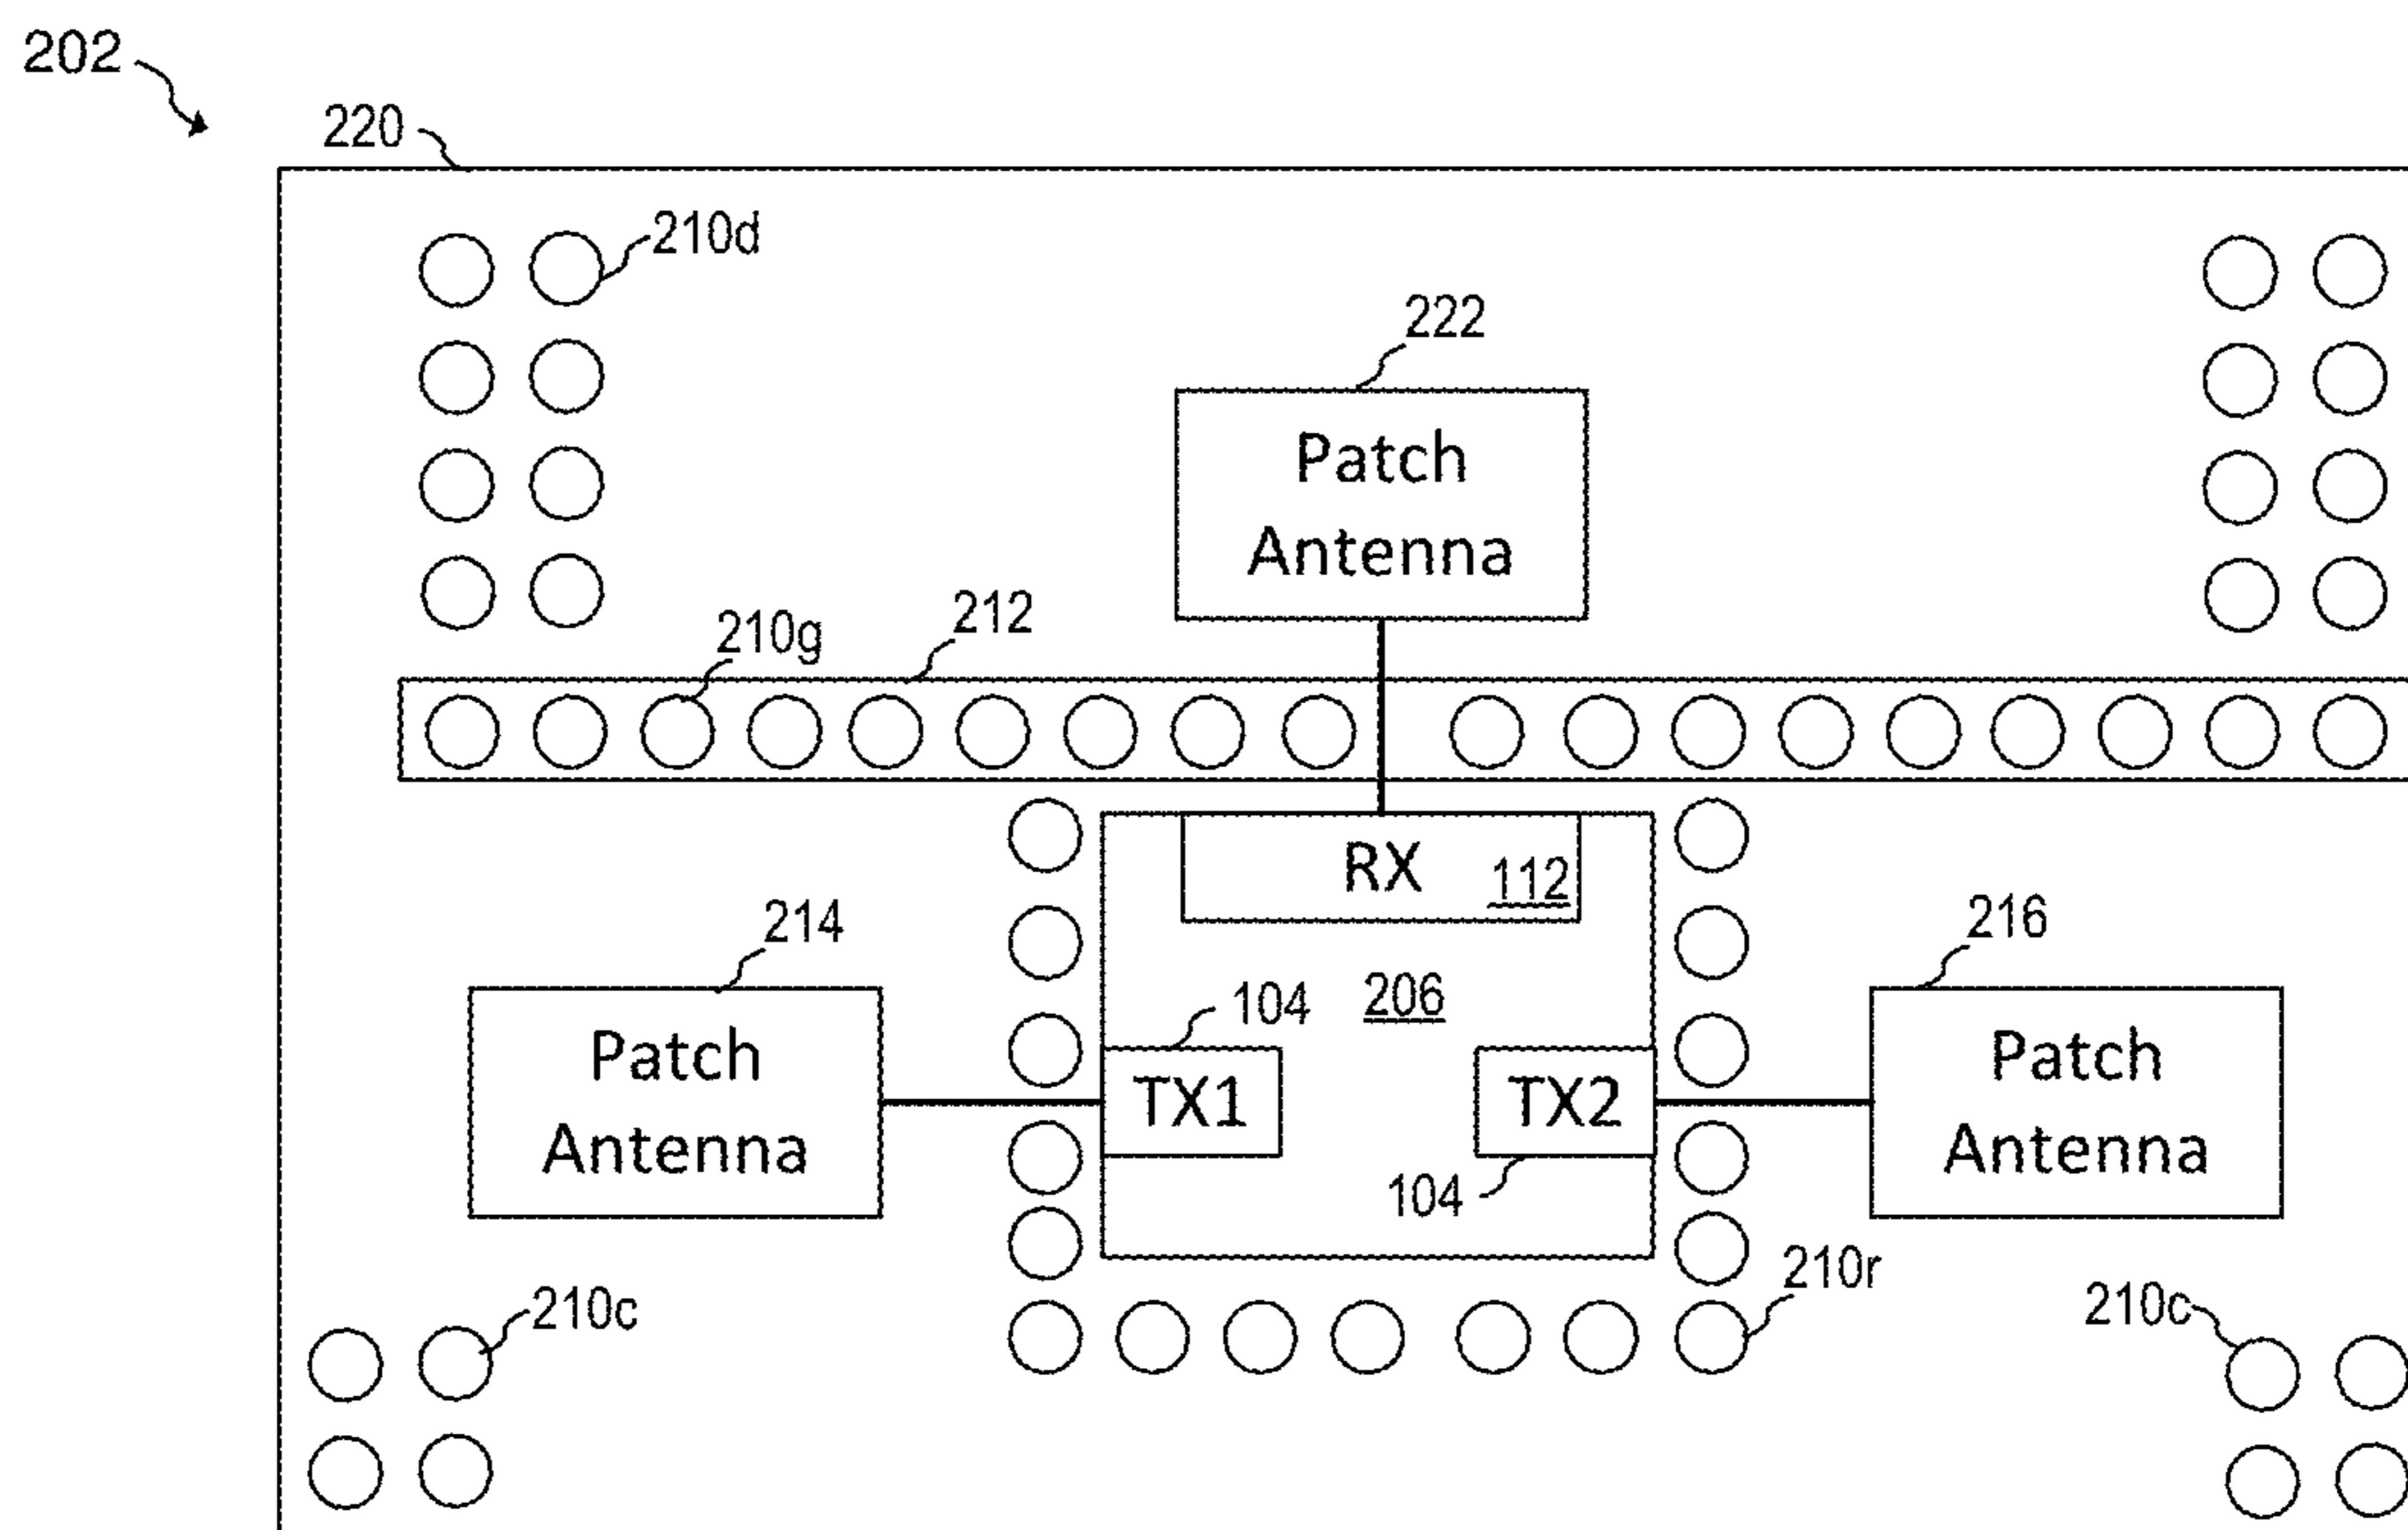 202
220
210d
222
Patch
Antenna
212
210g
RX 112
214
216
104
206
Patch
Antenna
TX1
TX2
Patch
Antenna
104
210r
210c
210c